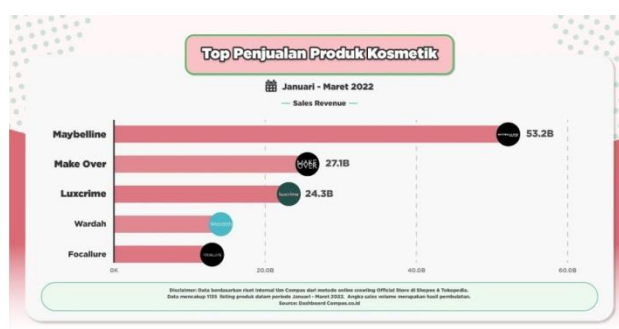 Top Penjualan Produk Kosmetik
Januari - Maret 2022
Sales Revenue
Maybelline
53.2B
Make Over
MAKE OVER
27.1B
Luxcrime
luxcrime
24.3B
Wardah
Focallure
0K
20.0B
40.0B
60.0B
Disclaimer: Data berdasarkan riset internal tim Compas dari metode online crawling Official Store di Shopee & Tokopedia.
Data mencakup 1135 listing produk dalam periode Januari - Maret 2022. Angka sales volume merupakan hasil pembulatan.
Source: Dashboard Compas.co.id